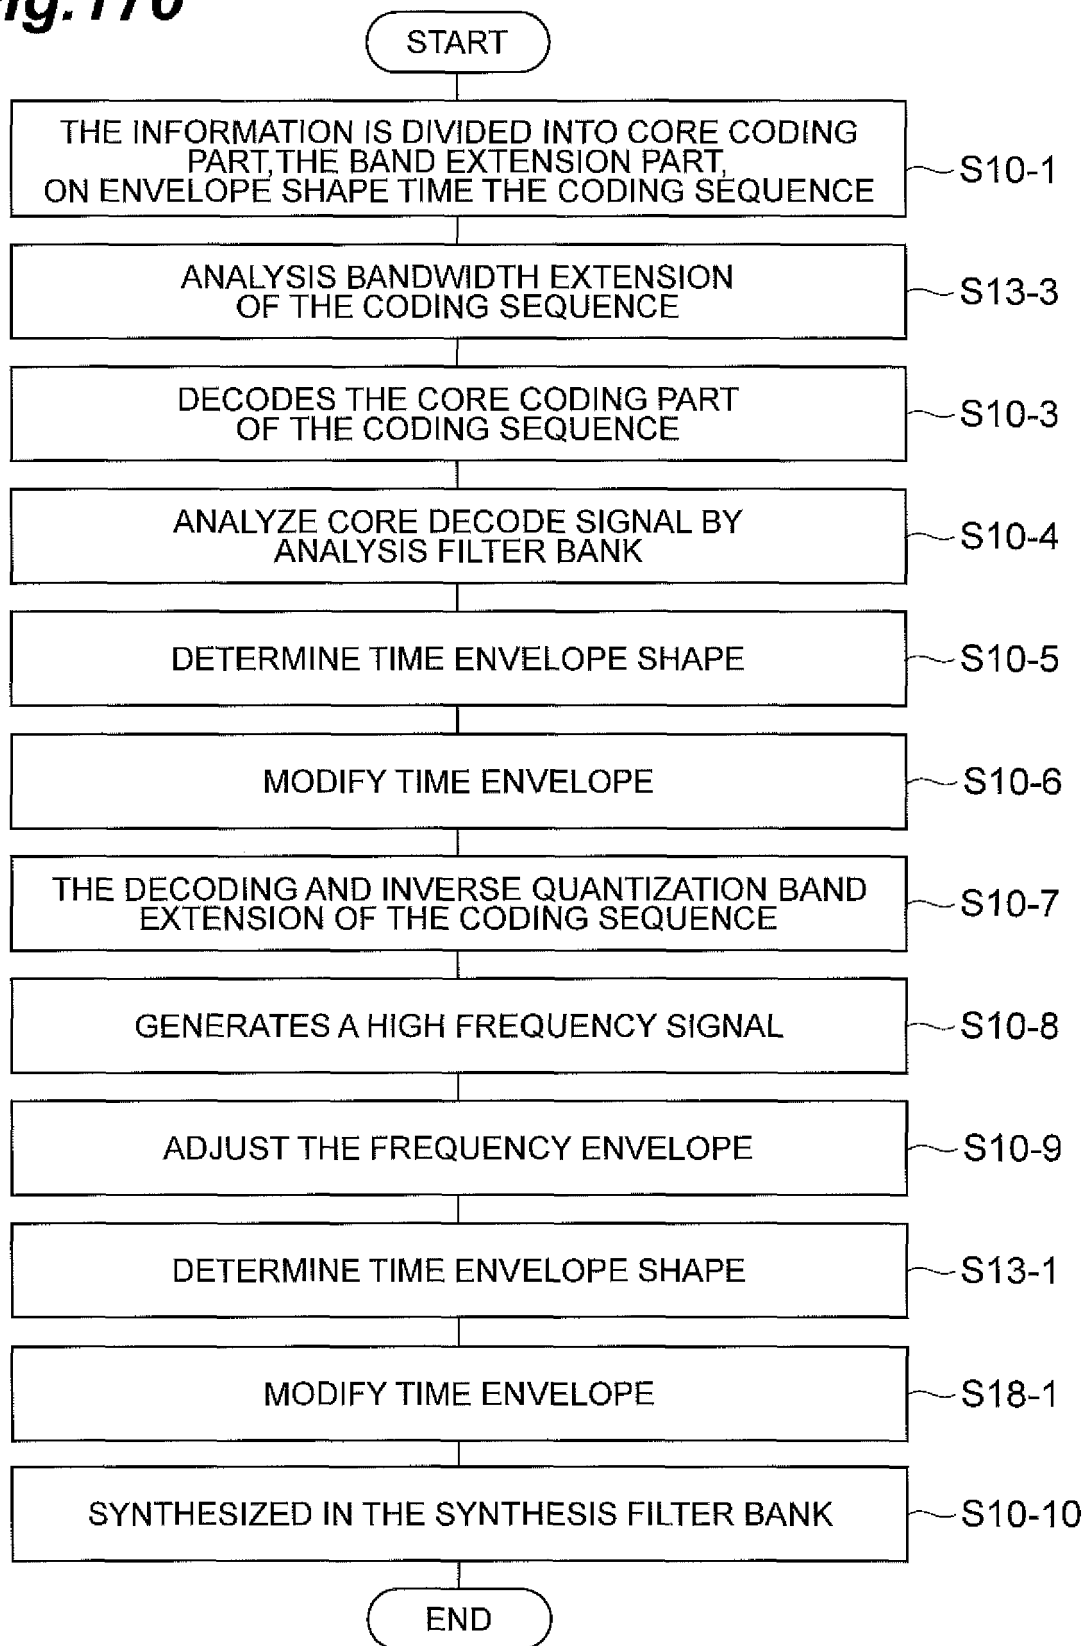 START
THE INFORMATION IS DIVIDED INTO CORE CODING
PART, THE BAND EXTENSION PART,
ON ENVELOPE SHAPE TIME THE CODING SEQUENCE
S10-1
ANALYSIS BANDWIDTH EXTENSION
OF THE CODING SEQUENCE
S13-3
DECODES THE CORE CODING PART
OF THE CODING SEQUENCE
S10-3
ANALYZE CORE DECODE SIGNAL BY
ANALYSIS FILTER BANK
S10-4
DETERMINE TIME ENVELOPE SHAPE
S10-5
MODIFY TIME ENVELOPE
S10-6
THE DECODING AND INVERSE QUANTIZATION BAND
EXTENSION OF THE CODING SEQUENCE
S10-7
GENERATES A HIGH FREQUENCY SIGNAL
S10-8
ADJUST THE FREQUENCY ENVELOPE
S10-9
DETERMINE TIME ENVELOPE SHAPE
S13-1
MODIFY TIME ENVELOPE
S18-1
SYNTHESIZED IN THE SYNTHESIS FILTER BANK
S10-10
END